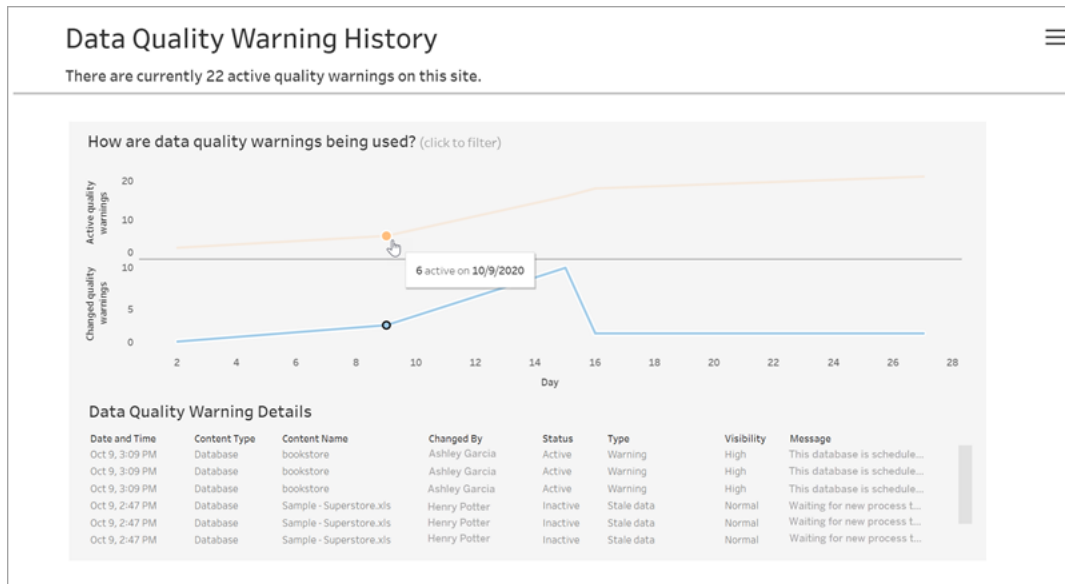 Data Quality Warning History
There are currently 22 active quality warnings on this site.
How are data quality warnings being used? (click to filter)
Active quality
warnings
20
10
0
6 active on 10/9/2020
Changed quality
warnings
10
5
0
2 4 6 8 10 12 14 16 18 20 22 24 26 28
Day
Data Quality Warning Details
Date and Time Content Type Content Name Changed By Status Type Visibility Message
Oct 9, 3:09 PM Database bookstore Ashley Garcia Active Warning High This database is schedule...
Oct 9, 3:09 PM Database bookstore Ashley Garcia Active Warning High This database is schedule...
Oct 9, 3:09 PM Database bookstore Ashley Garcia Active Warning High This database is schedule...
Oct 9, 2:47 PM Database Sample - Superstore.xls Henry Potter Inactive Stale data Normal Waiting for new process t...
Oct 9, 2:47 PM Database Sample - Superstore.xls Henry Potter Inactive Stale data Normal Waiting for new process t...
Oct 9, 2:47 PM Database Sample - Superstore.xls Henry Potter Inactive Stale data Normal Waiting for new process t...